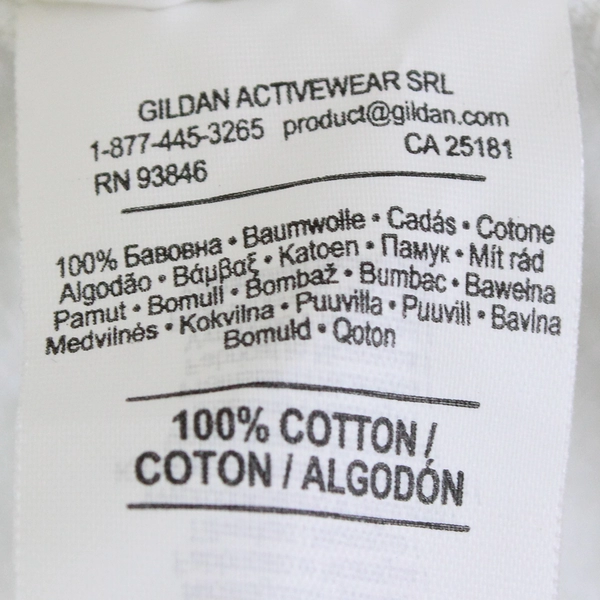 GILDAN ACTIVEWEAR SRL
1-877-445-3265 product@gildan.com
RN 93846 CA 25181
100% Бавовна • Baumwolle • Cadás • Cotone
Algodão • Βάμβαξ • Katoen • Памук • Mít rád
Pamut • Bomull • Bombaž • Bumbac • Bawełna
Medvilnės • Kokvilna • Puuvilla • Puuvill • Bavlna
Bomuld • Qoton
100% COTTON /
COTON / ALGODÓN